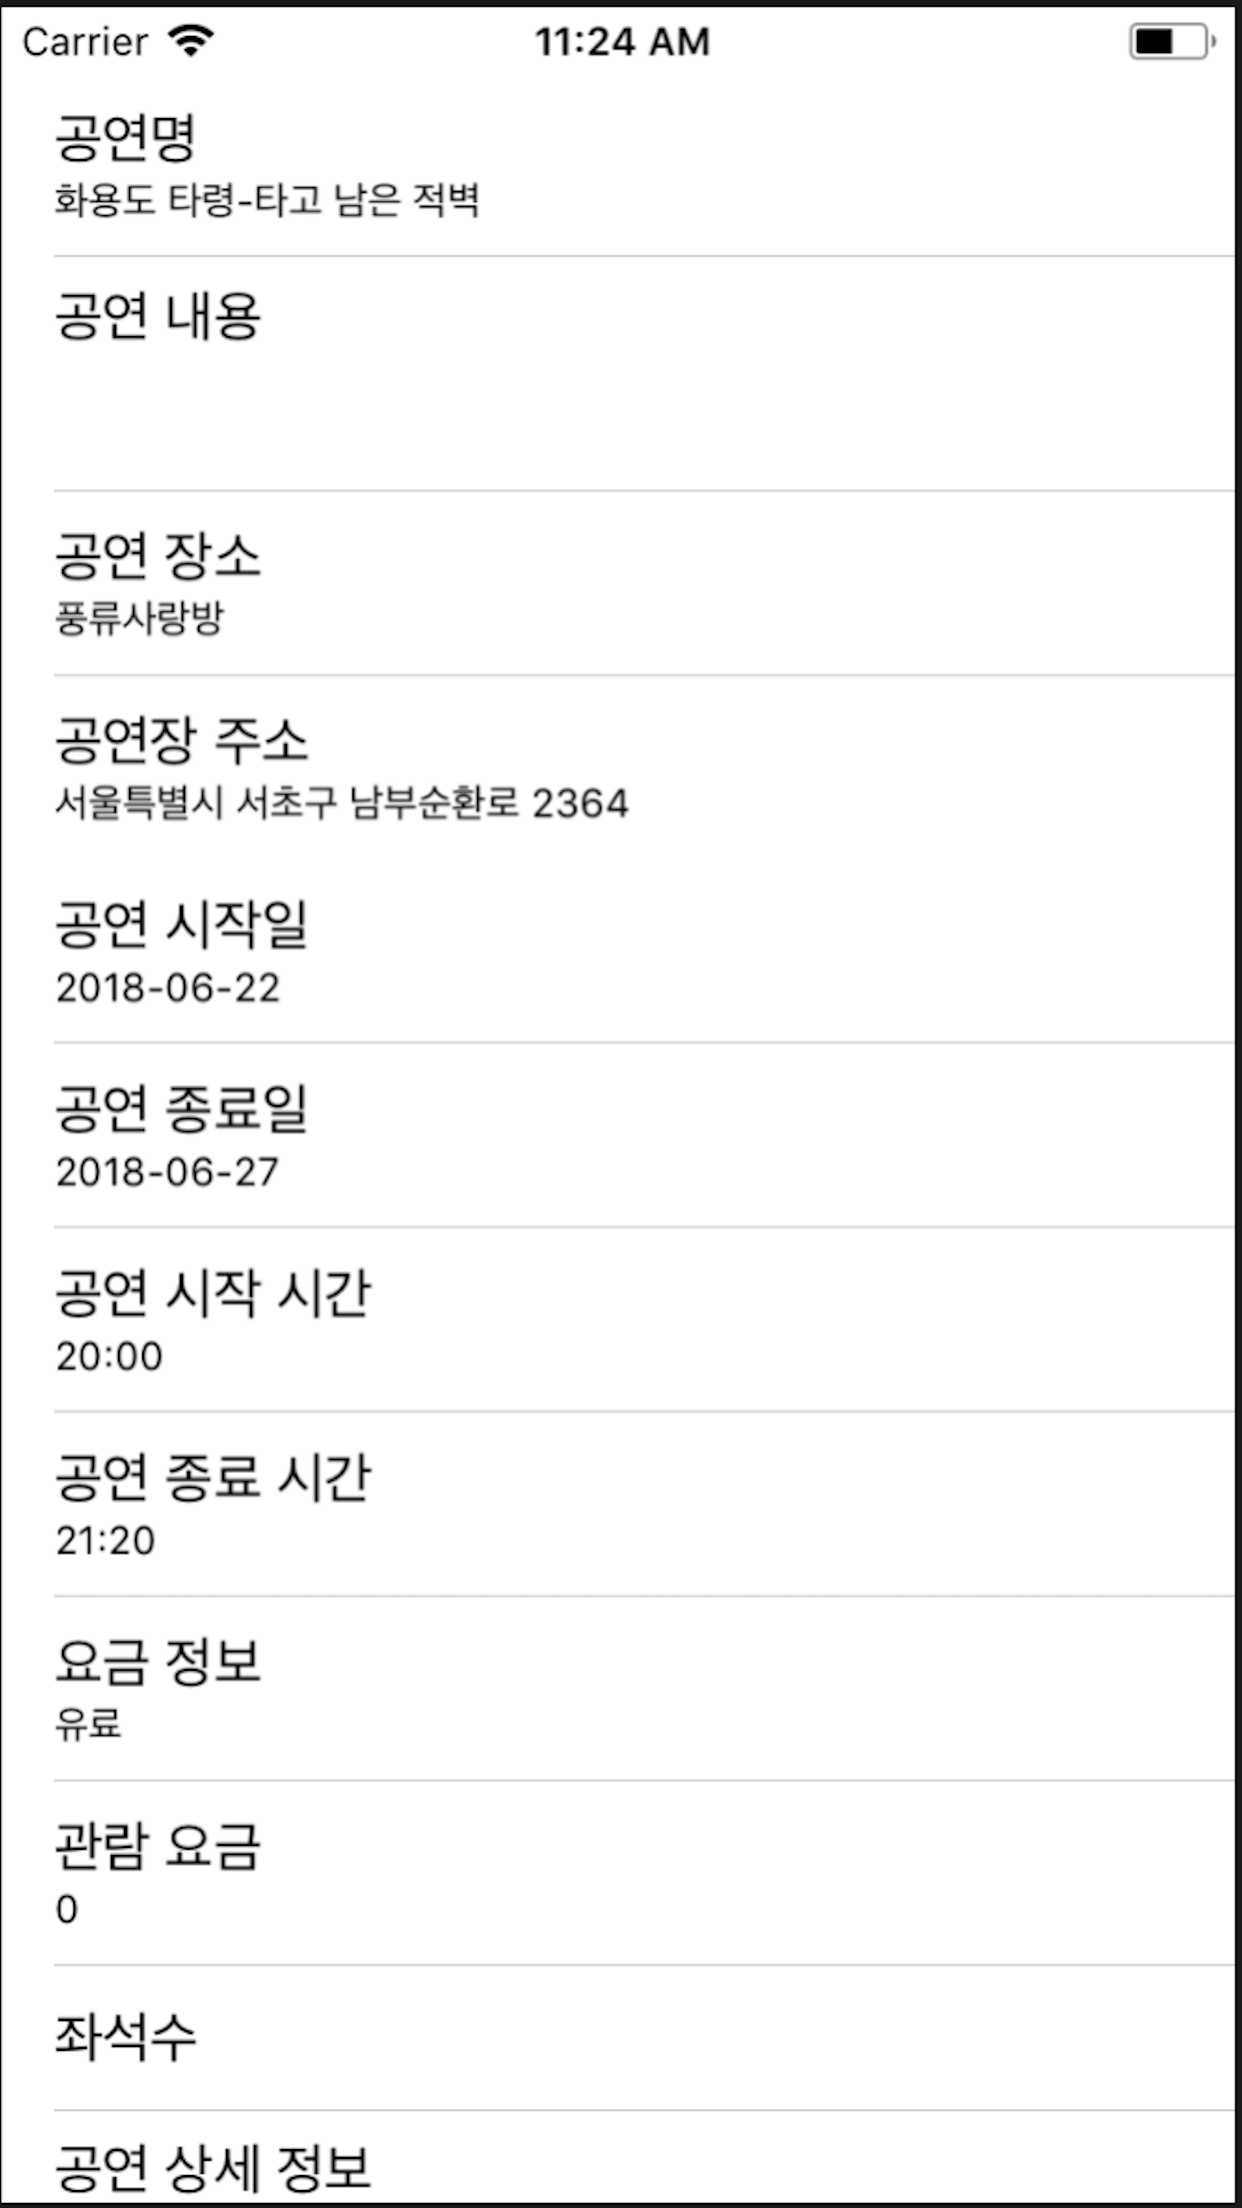 Carrier 11:24 AM
공연명
화용도 타령-타고 남은 적벽
공연 내용
공연 장소
풍류사랑방
공연장 주소
서울특별시 서초구 남부순환로 2364
공연 시작일
2018-06-22
공연 종료일
2018-06-27
공연 시작 시간
20:00
공연 종료 시간
21:20
요금 정보
유료
관람 요금
0
좌석수
공연 상세 정보